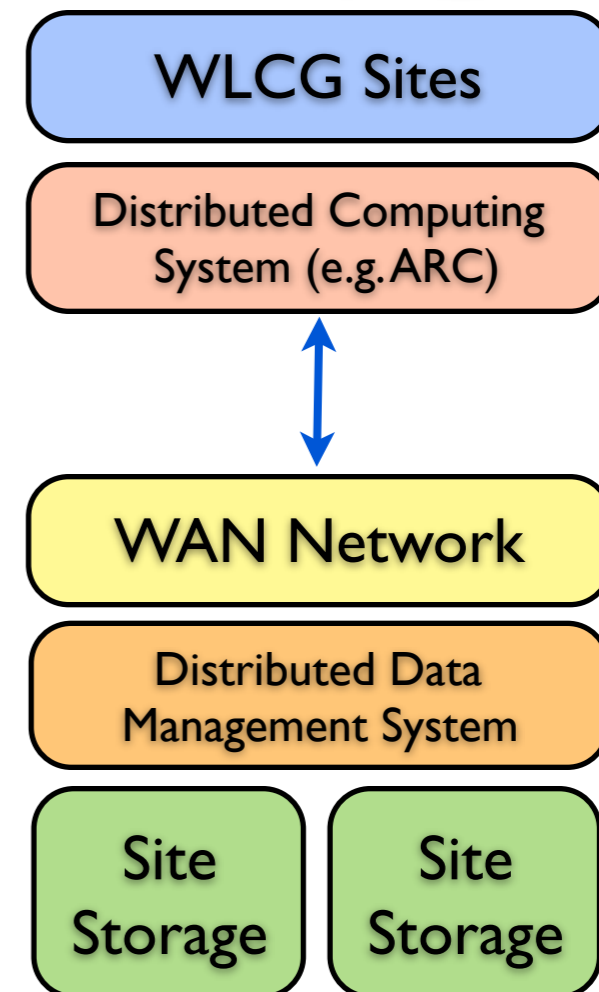 WLCG Sites
Distributed Computing
System (e.g. ARC)
WAN Network
Distributed Data
Management System
Site
Storage
Site
Storage